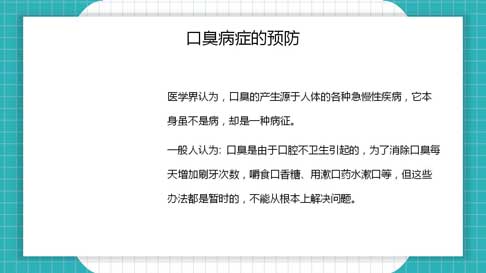 口臭病症的预防
医学界认为，口臭的产生源于人体的各种急慢性疾病，它本
身虽不是病，却是一种病征。
一般人认为: 口臭是由于口腔不卫生引起的，为了消除口臭每
天增加刷牙次数，嚼食口香糖、用漱口药水漱口等，但这些
办法都是暂时的，不能从根本上解决问题。